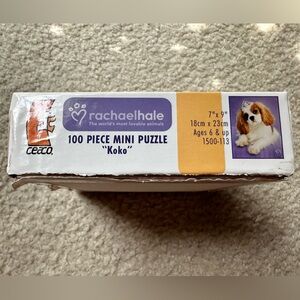 ceaco.
rachaelhale
The world's most lovable animals
100 PIECE MINI PUZZLE
"Koko"
7" x 9"
18cm x 23cm
Ages 6 & up
1500-113